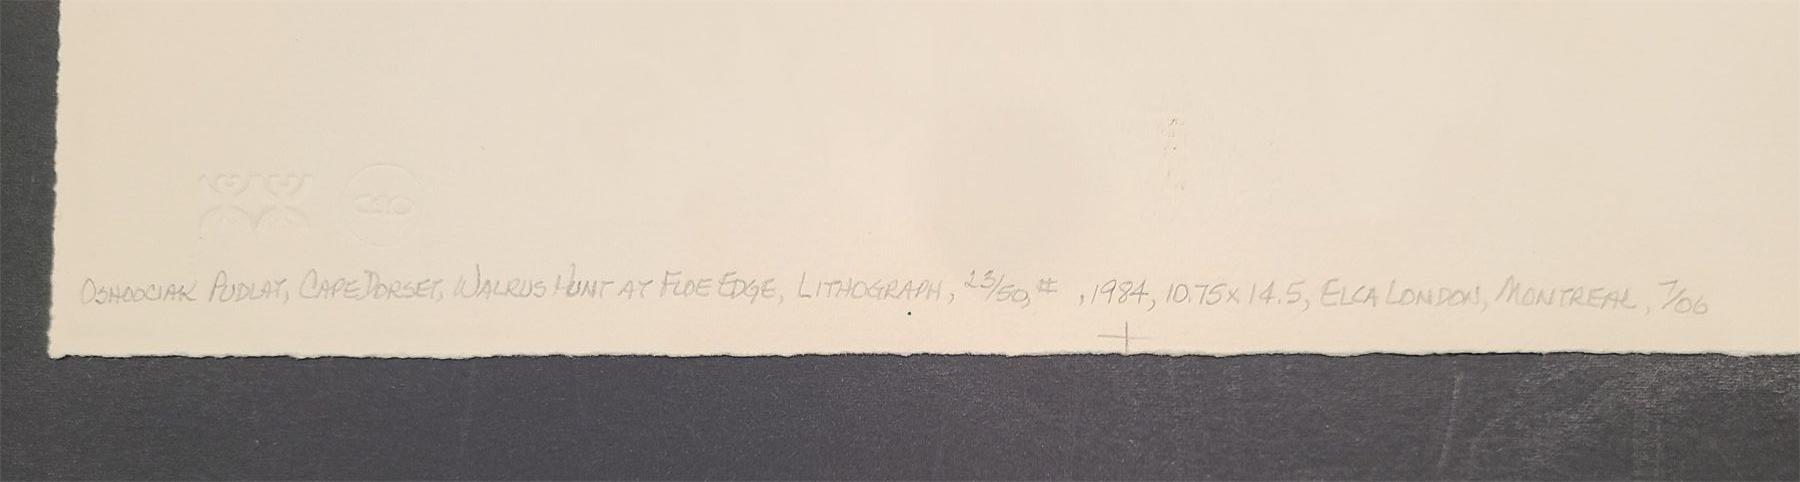 OSHOOCIAK PUDLAT, CAPE DORSET, WALRUS HUNT AT FLOE EDGE, LITHOGRAPH, 23/50, # , 1984, 10.75 x 14.5, ELCA LONDON, MONTREAL, 7/06